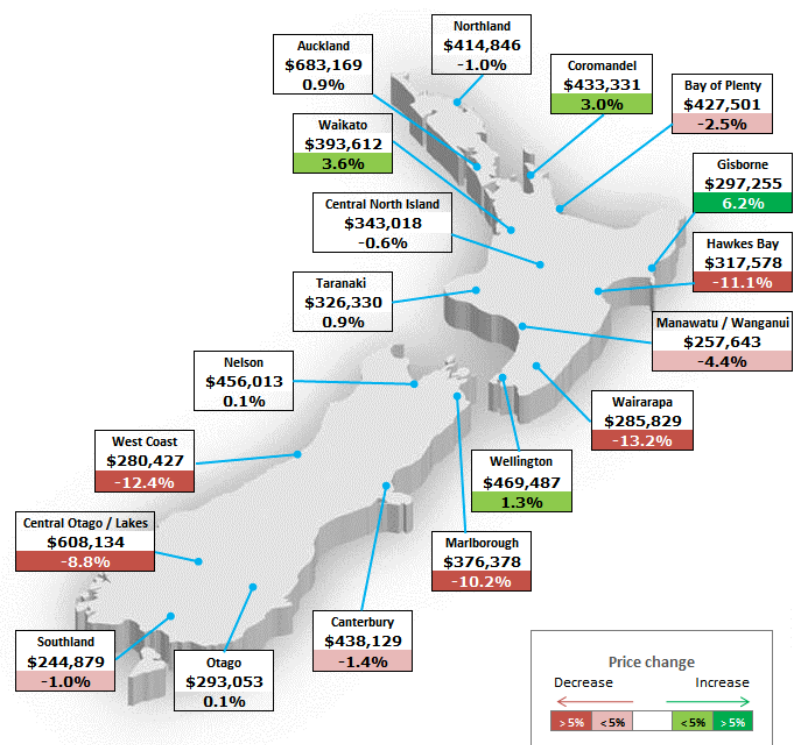 Northland
$414,846
-1.0%
Auckland
$683,169
0.9%
Coromandel
$433,331
3.0%
Bay of Plenty
$427,501
-2.5%
Waikato
$393,612
3.6%
Gisborne
$297,255
6.2%
Central North Island
$343,018
-0.6%
Hawkes Bay
$317,578
-11.1%
Taranaki
$326,330
0.9%
Manawatu / Wanganui
$257,643
-4.4%
Nelson
$456,013
0.1%
Wairarapa
$285,829
-13.2%
West Coast
$280,427
-12.4%
Wellington
$469,487
1.3%
Central Otago / Lakes
$608,134
-8.8%
Marlborough
$376,378
-10.2%
Canterbury
$438,129
-1.4%
Southland
$244,879
-1.0%
Otago
$293,053
0.1%
Price change
Decrease Increase
> 5% < 5% < 5% > 5%